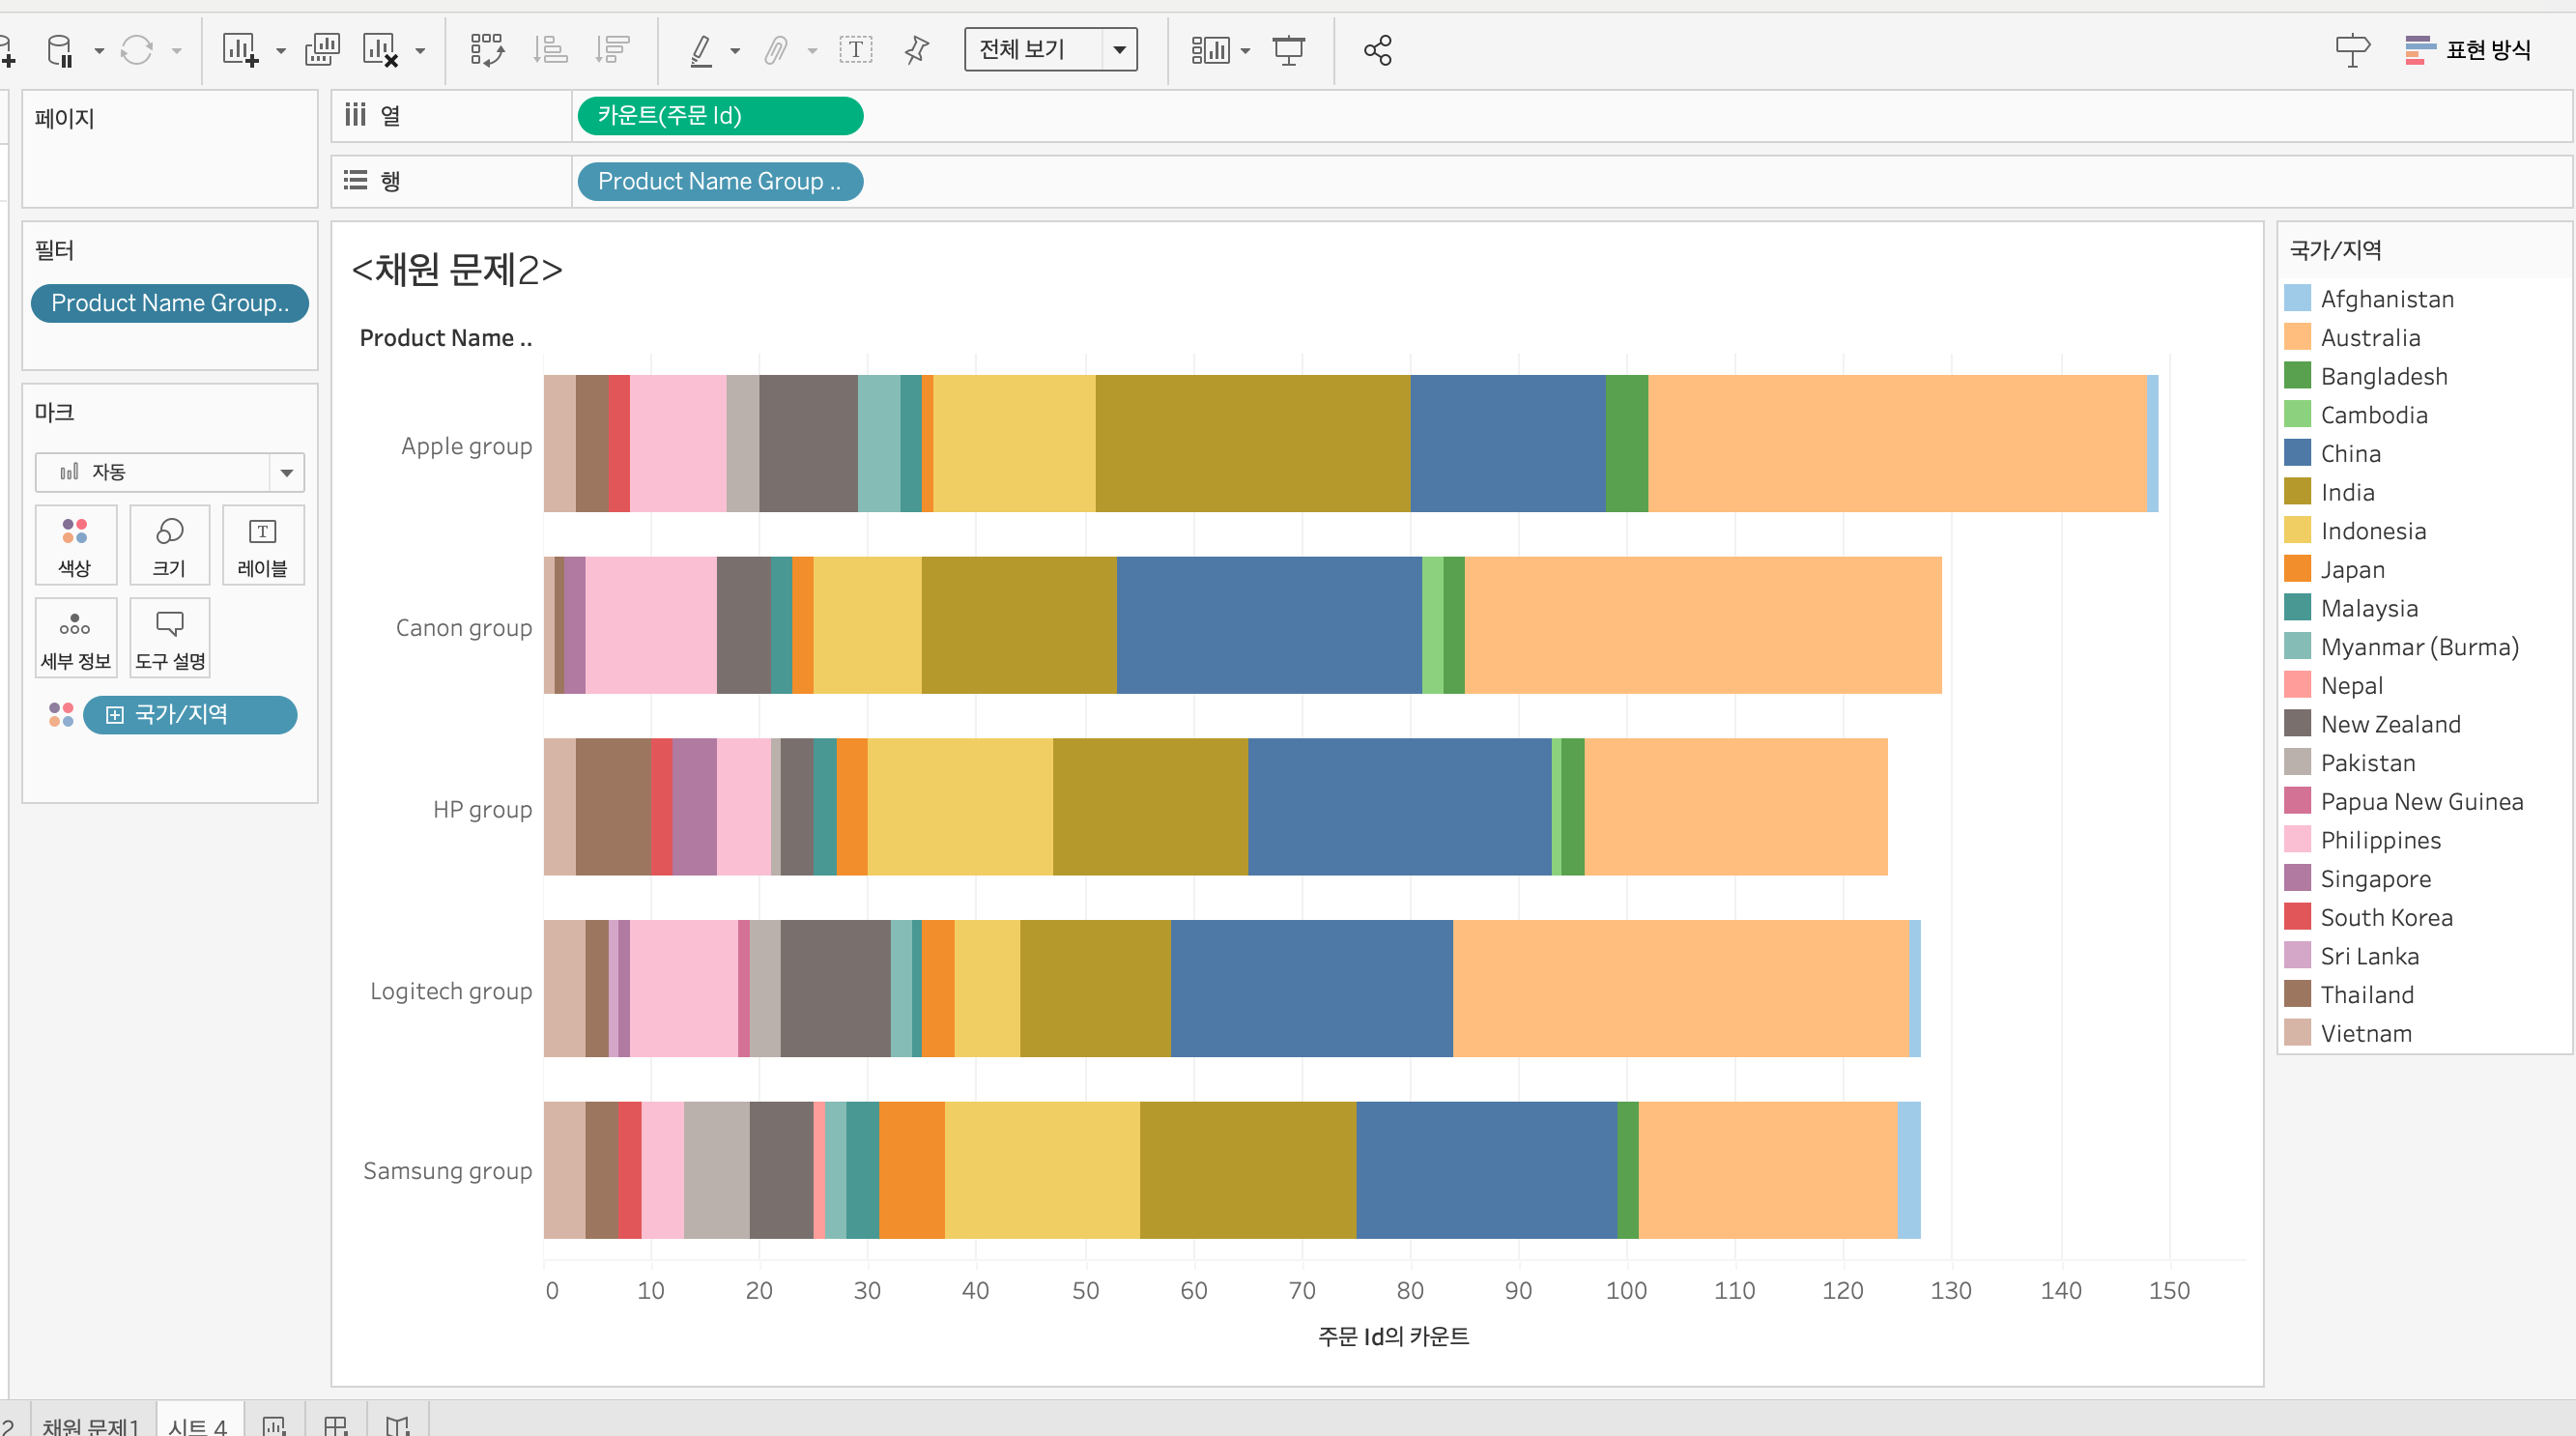 전체 보기
표현 방식
페이지
열
카운트(주문 Id)
행
Product Name Group ..
필터
Product Name Group..
마크
자동
색상
크기
레이블
세부 정보
도구 설명
국가/지역
<채원 문제2>
Product Name ..
Apple group
Canon group
HP group
Logitech group
Samsung group
0 10 20 30 40 50 60 70 80 90 100 110 120 130 140 150
주문 Id의 카운트
국가/지역
Afghanistan
Australia
Bangladesh
Cambodia
China
India
Indonesia
Japan
Malaysia
Myanmar (Burma)
Nepal
New Zealand
Pakistan
Papua New Guinea
Philippines
Singapore
South Korea
Sri Lanka
Thailand
Vietnam
2
채원 문제1
시트 4